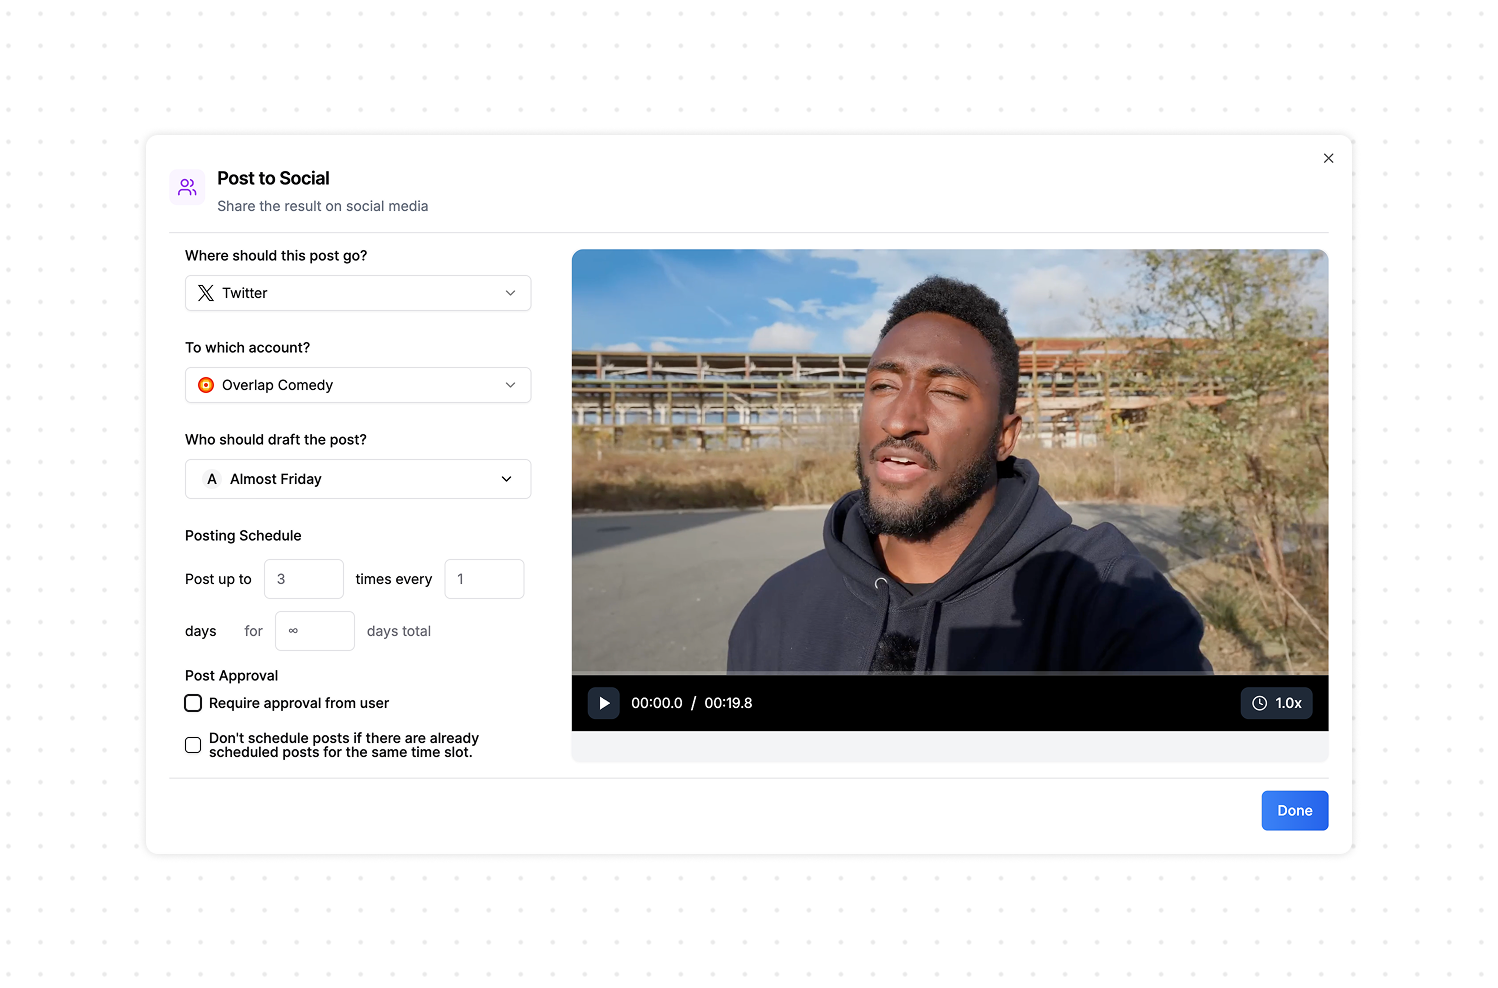 Post to Social
Share the result on social media
Where should this post go?
Twitter
To which account?
Overlap Comedy
Who should draft the post?
A Almost Friday
Posting Schedule
Post up to 3 times every 1
days for ∞ days total
Post Approval
Require approval from user
Don't schedule posts if there are already
scheduled posts for the same time slot.
00:00.0 / 00:19.8
1.0x
Done